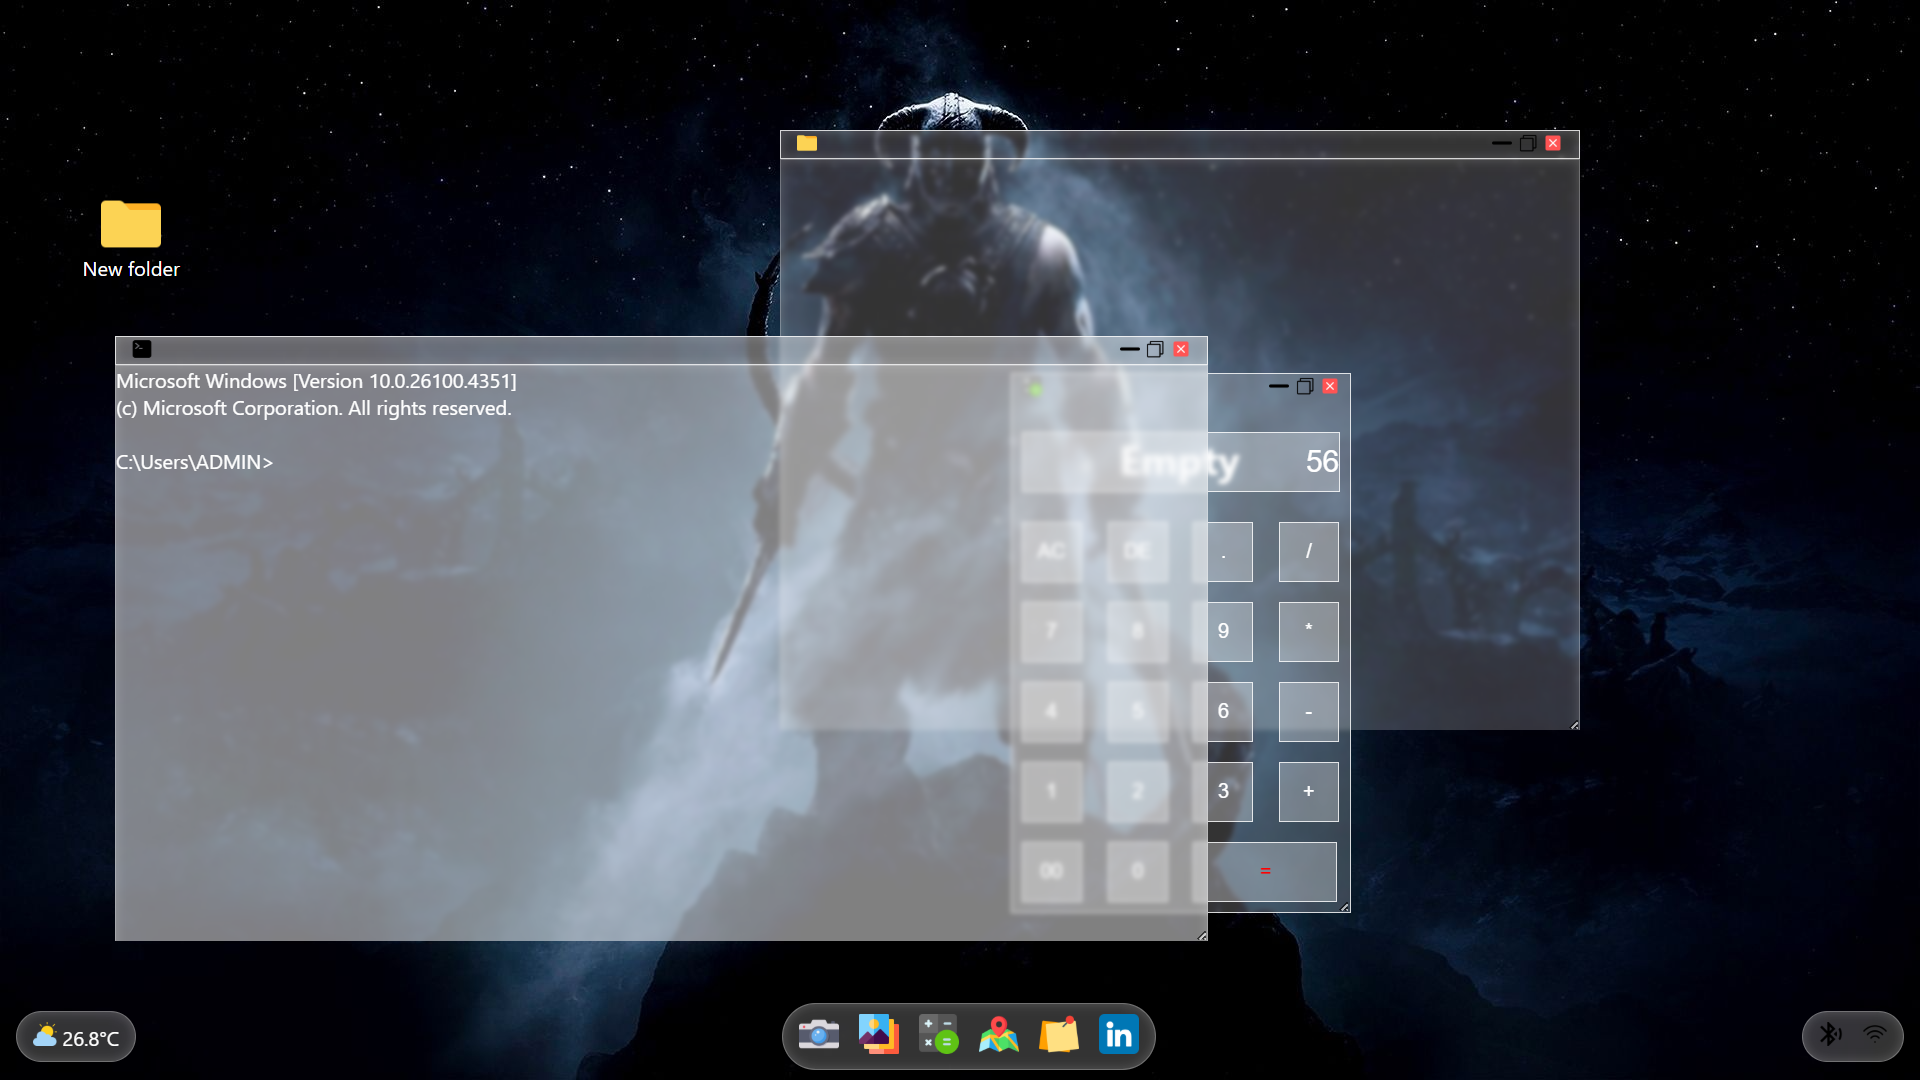 New folder
Microsoft Windows [Version 10.0.26100.4351]
(c) Microsoft Corporation. All rights reserved.
C:\Users\ADMIN>
Empty
56
AC DE . /
7 8 9 *
4 5 6 -
1 2 3 +
00 0 =
26.8°C
in